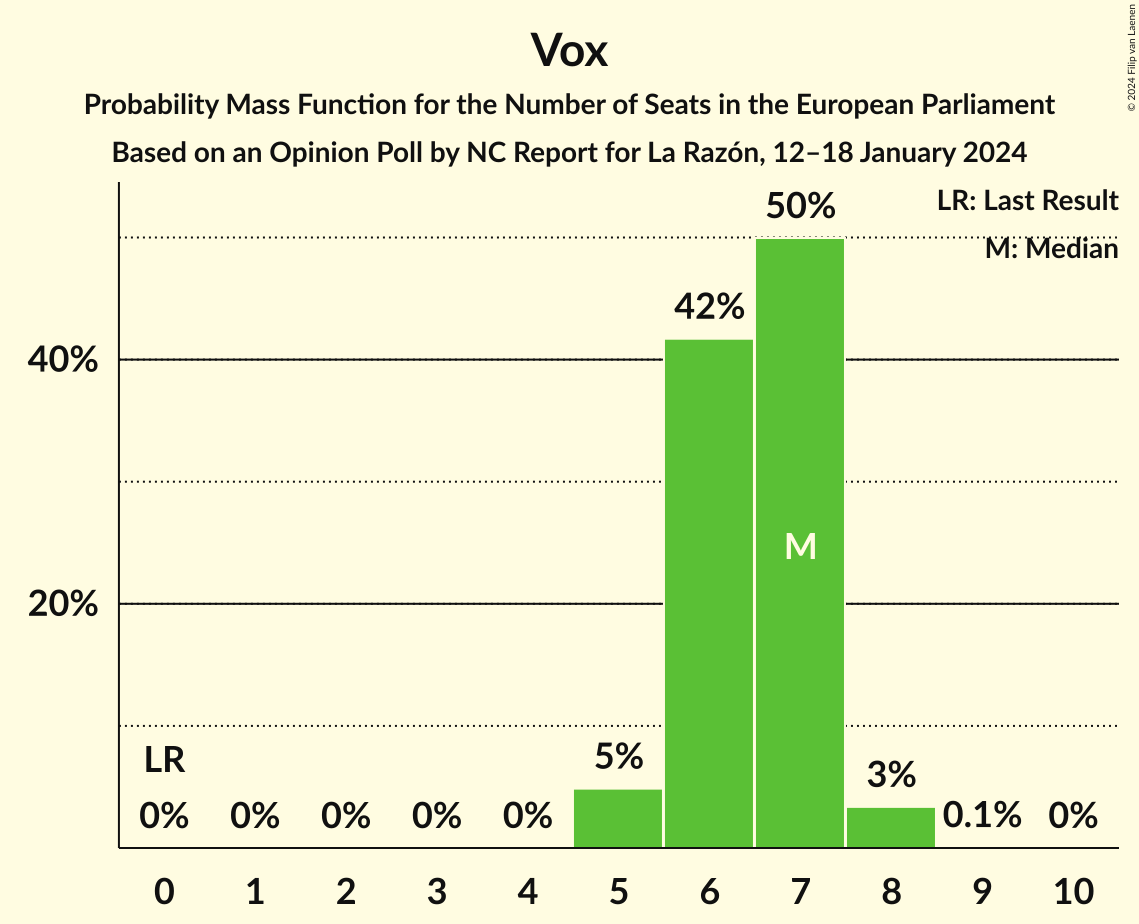 Vox
Probability Mass Function for the Number of Seats in the European Parliament
Based on an Opinion Poll by NC Report for La Razón, 12–18 January 2024
© 2024 Filip van Laenen
LR: Last Result
M: Median
50%
42%
40%
M
20%
LR
5%
3%
0% 0% 0% 0% 0% 0.1% 0%
0 1 2 3 4 5 6 7 8 9 10